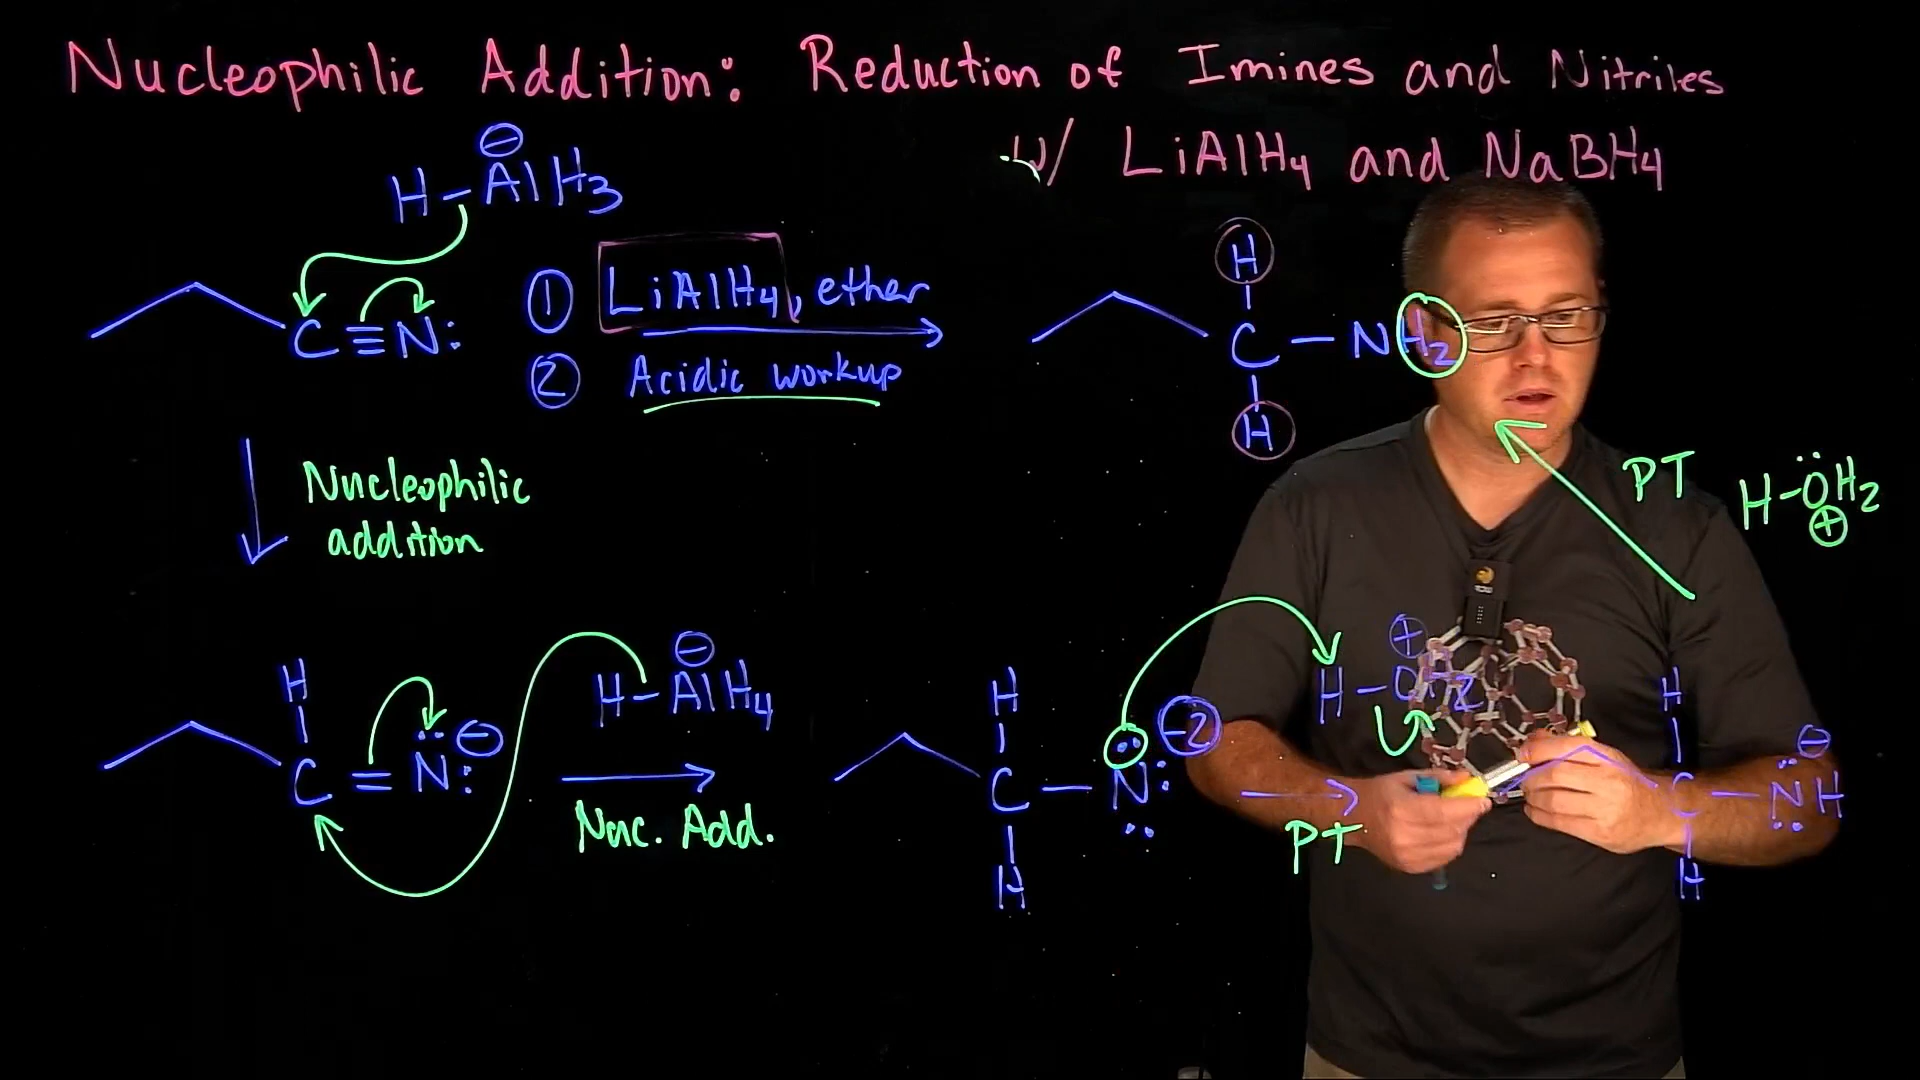 Nucleophilic Addition: Reduction of Imines and Nitriles
w/ LiAlH4 and NaBH4
⊖
H-AlH3
C≡N:
① LiAlH4, ether
② Acidic workup
H
C-NH2
H
Nucleophilic
addition
PT
H-ÖH2
⊕
H
C=N̈:
⊖
⊖
H-AlH4
Nuc. Add.
H
C-N:
-2
H
⊕
H-OH2
PT
H
C-N̈H
⊖
H